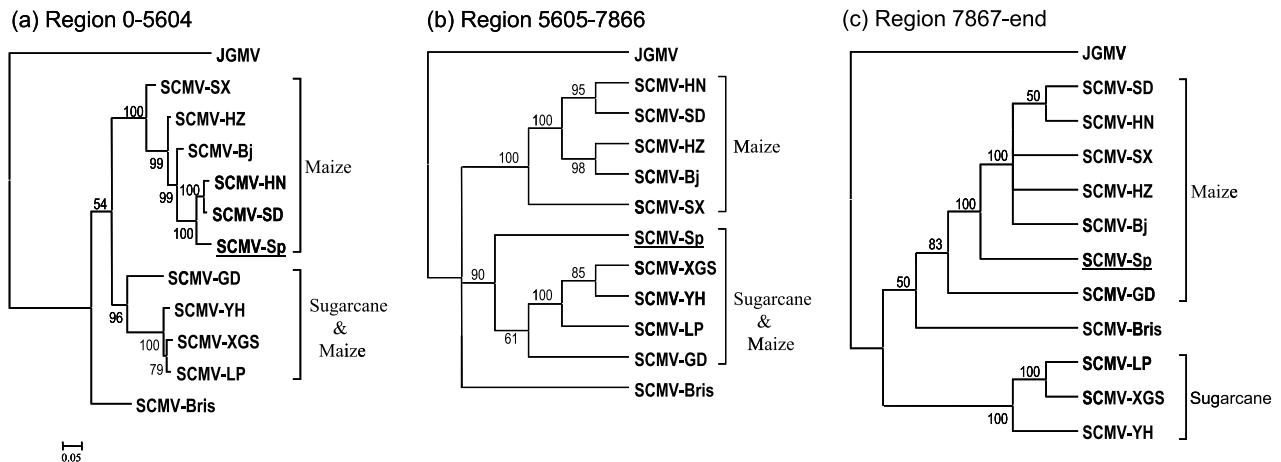 (a) Region 0-5604
JGMV
SCMV-SX
100
SCMV-HZ
SCMV-Bj
99
Maize
SCMV-HN
100
99
SCMV-SD
54
100
SCMV-Sp
SCMV-GD
96
SCMV-YH
Sugarcane
&
Maize
SCMV-XGS
100
79
SCMV-LP
SCMV-Bris
0.05
(b) Region 5605-7866
JGMV
SCMV-HN
95
SCMV-SD
100
SCMV-HZ
Maize
100
98
SCMV-Bj
SCMV-SX
SCMV-Sp
90
SCMV-XGS
85
SCMV-YH
Sugarcane
&
Maize
100
SCMV-LP
61
SCMV-GD
SCMV-Bris
(c) Region 7867-end
JGMV
SCMV-SD
50
SCMV-HN
SCMV-SX
100
SCMV-HZ
Maize
100
SCMV-Bj
83
SCMV-Sp
50
SCMV-GD
SCMV-Bris
SCMV-LP
100
SCMV-XGS
Sugarcane
100
SCMV-YH